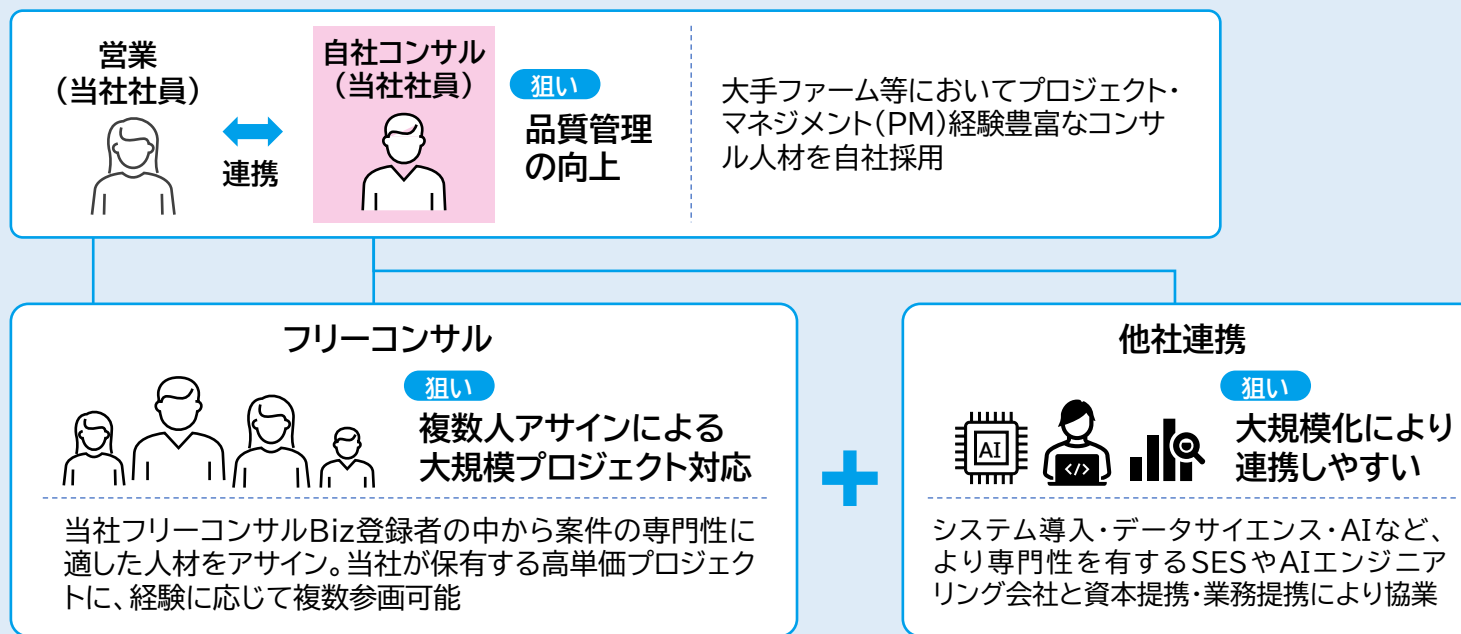 営業
(当社社員)
連携
自社コンサル
(当社社員)
狙い
品質管理
の向上
大手ファーム等においてプロジェクト・
マネジメント(PM)経験豊富なコンサ
ル人材を自社採用
フリーコンサル
狙い
複数人アサインによる
大規模プロジェクト対応
当社フリーコンサルBiz登録者の中から案件の専門性に
適した人材をアサイン。当社が保有する高単価プロジェク
トに、経験に応じて複数参画可能
+
他社連携
AI
</>
狙い
大規模化により
連携しやすい
システム導入・データサイエンス・AIなど、
より専門性を有するSESやAIエンジニア
リング会社と資本提携・業務提携により協業